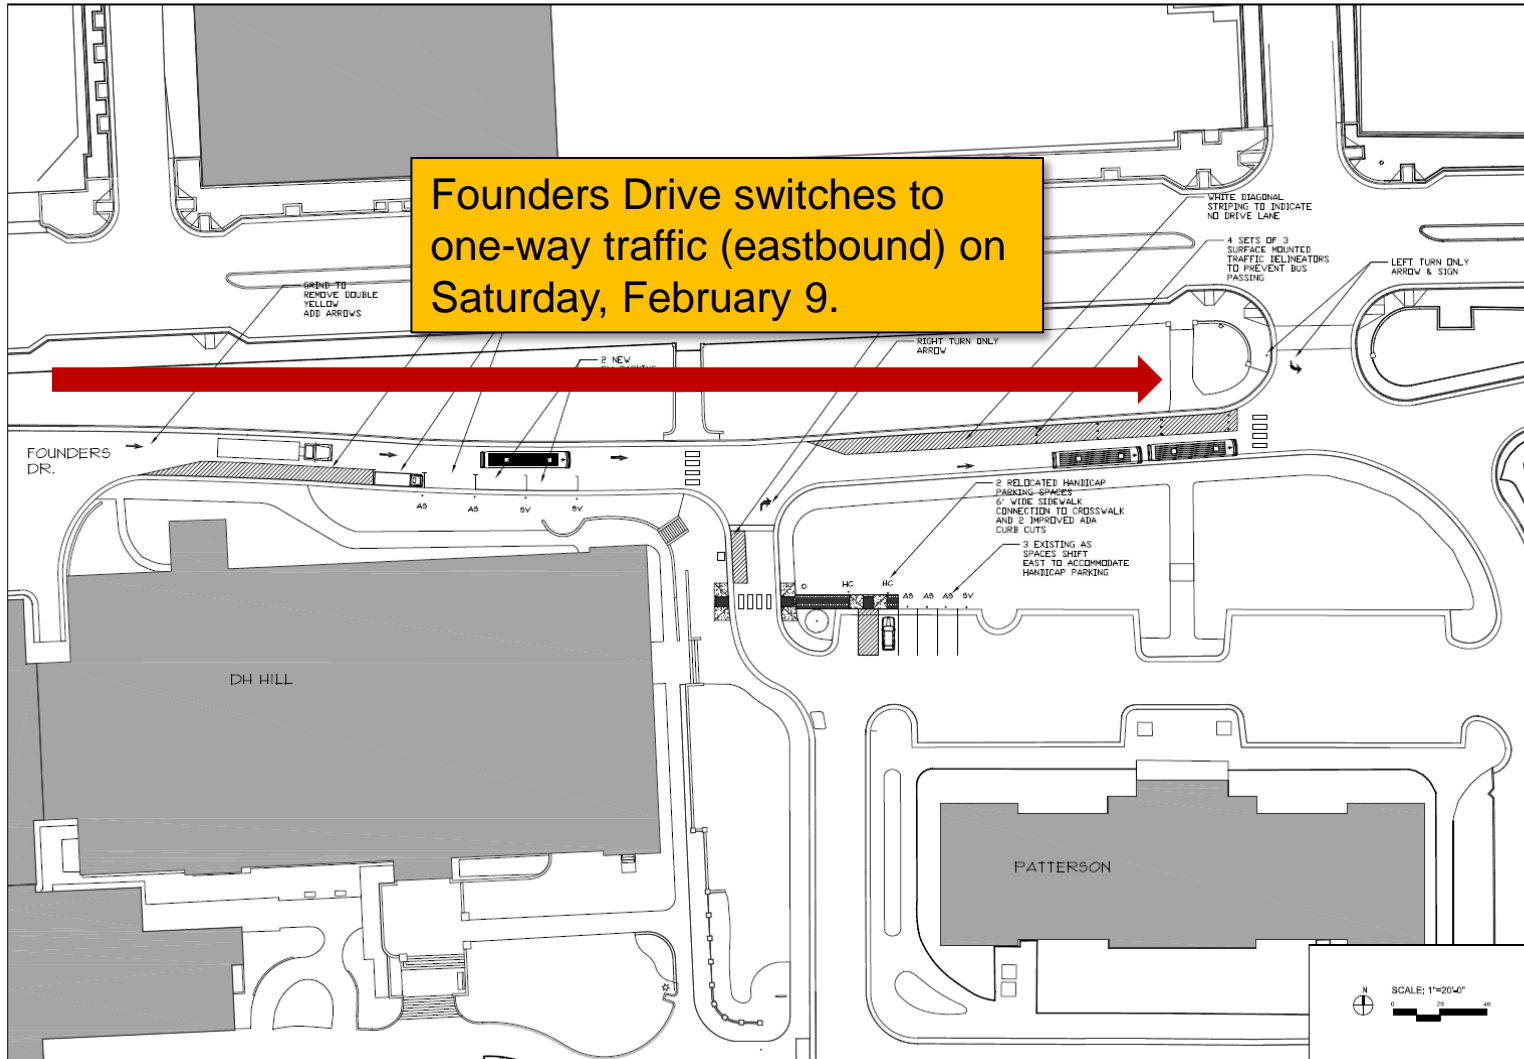 Founders Drive switches to
one-way traffic (eastbound) on
Saturday, February 9.
WHITE DIAGONAL
STRIPING TO INDICATE
NO DRIVE LANE
4 SETS OF 3
SURFACE MOUNTED
TRAFFIC DELINEATORS
TO PREVENT BUS
PASSING
LEFT TURN ONLY
ARROW & SIGN
GRIND TO
REMOVE DOUBLE
YELLOW
ADD ARROWS
RIGHT TURN ONLY
ARROW
2 NEW
FOUNDERS
DR.
AS
AS
SV
SV
2 RELOCATED HANDICAP
PARKING SPACES
6' WIDE SIDEWALK
CONNECTION TO CROSSWALK
AND 2 IMPROVED ADA
CURB CUTS
3 EXISTING AS
SPACES SHIFT
EAST TO ACCOMMODATE
HANDICAP PARKING
HC
HC
AS
AS
AS
SV
DH HILL
PATTERSON
N
SCALE: 1"=20'-0"
0
20